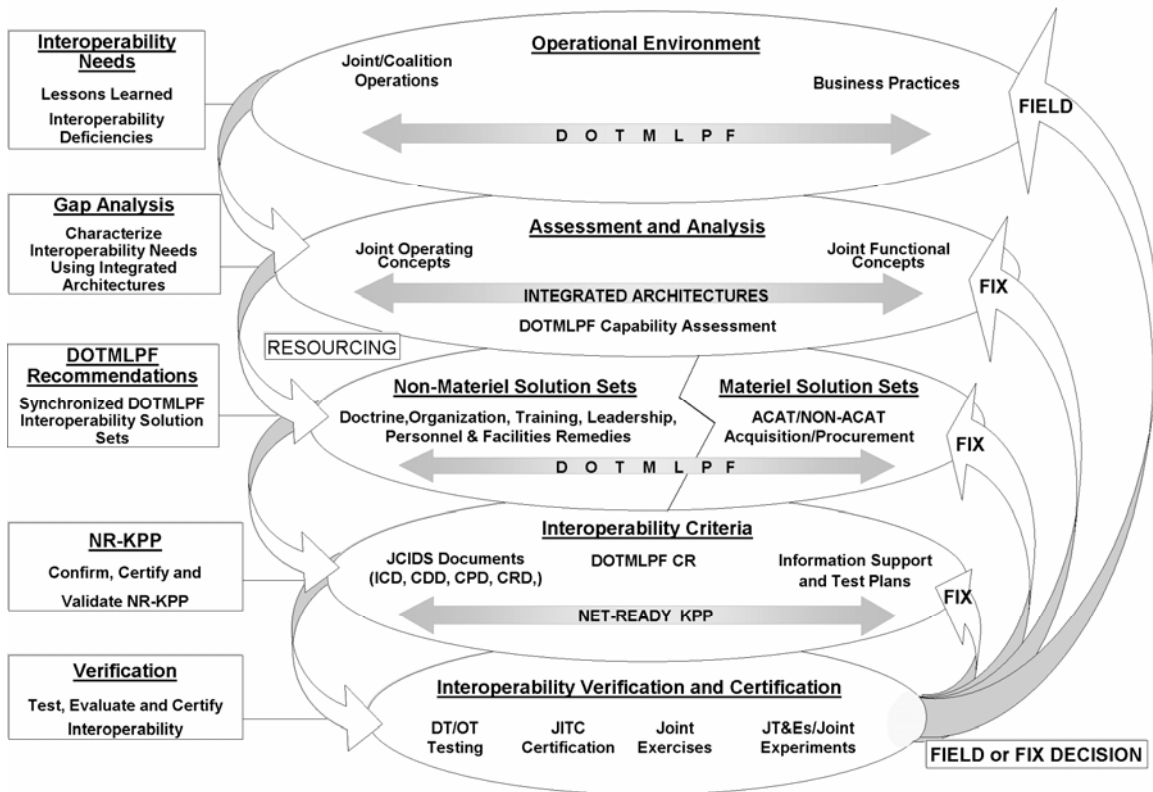 Interoperability
Needs
Lessons Learned
Interoperability
Deficiencies
Operational Environment
Joint/Coalition
Operations
Business Practices
D O T M L P F
FIELD
Gap Analysis
Characterize
Interoperability Needs
Using Integrated
Architectures
Assessment and Analysis
Joint Operating
Concepts
Joint Functional
Concepts
INTEGRATED ARCHITECTURES
DOTMLPF Capability Assessment
FIX
RESOURCING
DOTMLPF
Recommendations
Synchronized DOTMLPF
Interoperability Solution
Sets
Non-Materiel Solution Sets
Doctrine,Organization, Training, Leadership,
Personnel & Facilities Remedies
Materiel Solution Sets
ACAT/NON-ACAT
Acquisition/Procurement
D O T M L P F
FIX
NR-KPP
Confirm, Certify and
Validate NR-KPP
Interoperability Criteria
JCIDS Documents
(ICD, CDD, CPD, CRD,)
DOTMLPF CR
Information Support
and Test Plans
NET-READY KPP
FIX
Verification
Test, Evaluate and Certify
Interoperability
Interoperability Verification and Certification
DT/OT
Testing
JITC
Certification
Joint
Exercises
JT&Es/Joint
Experiments
FIELD or FIX DECISION